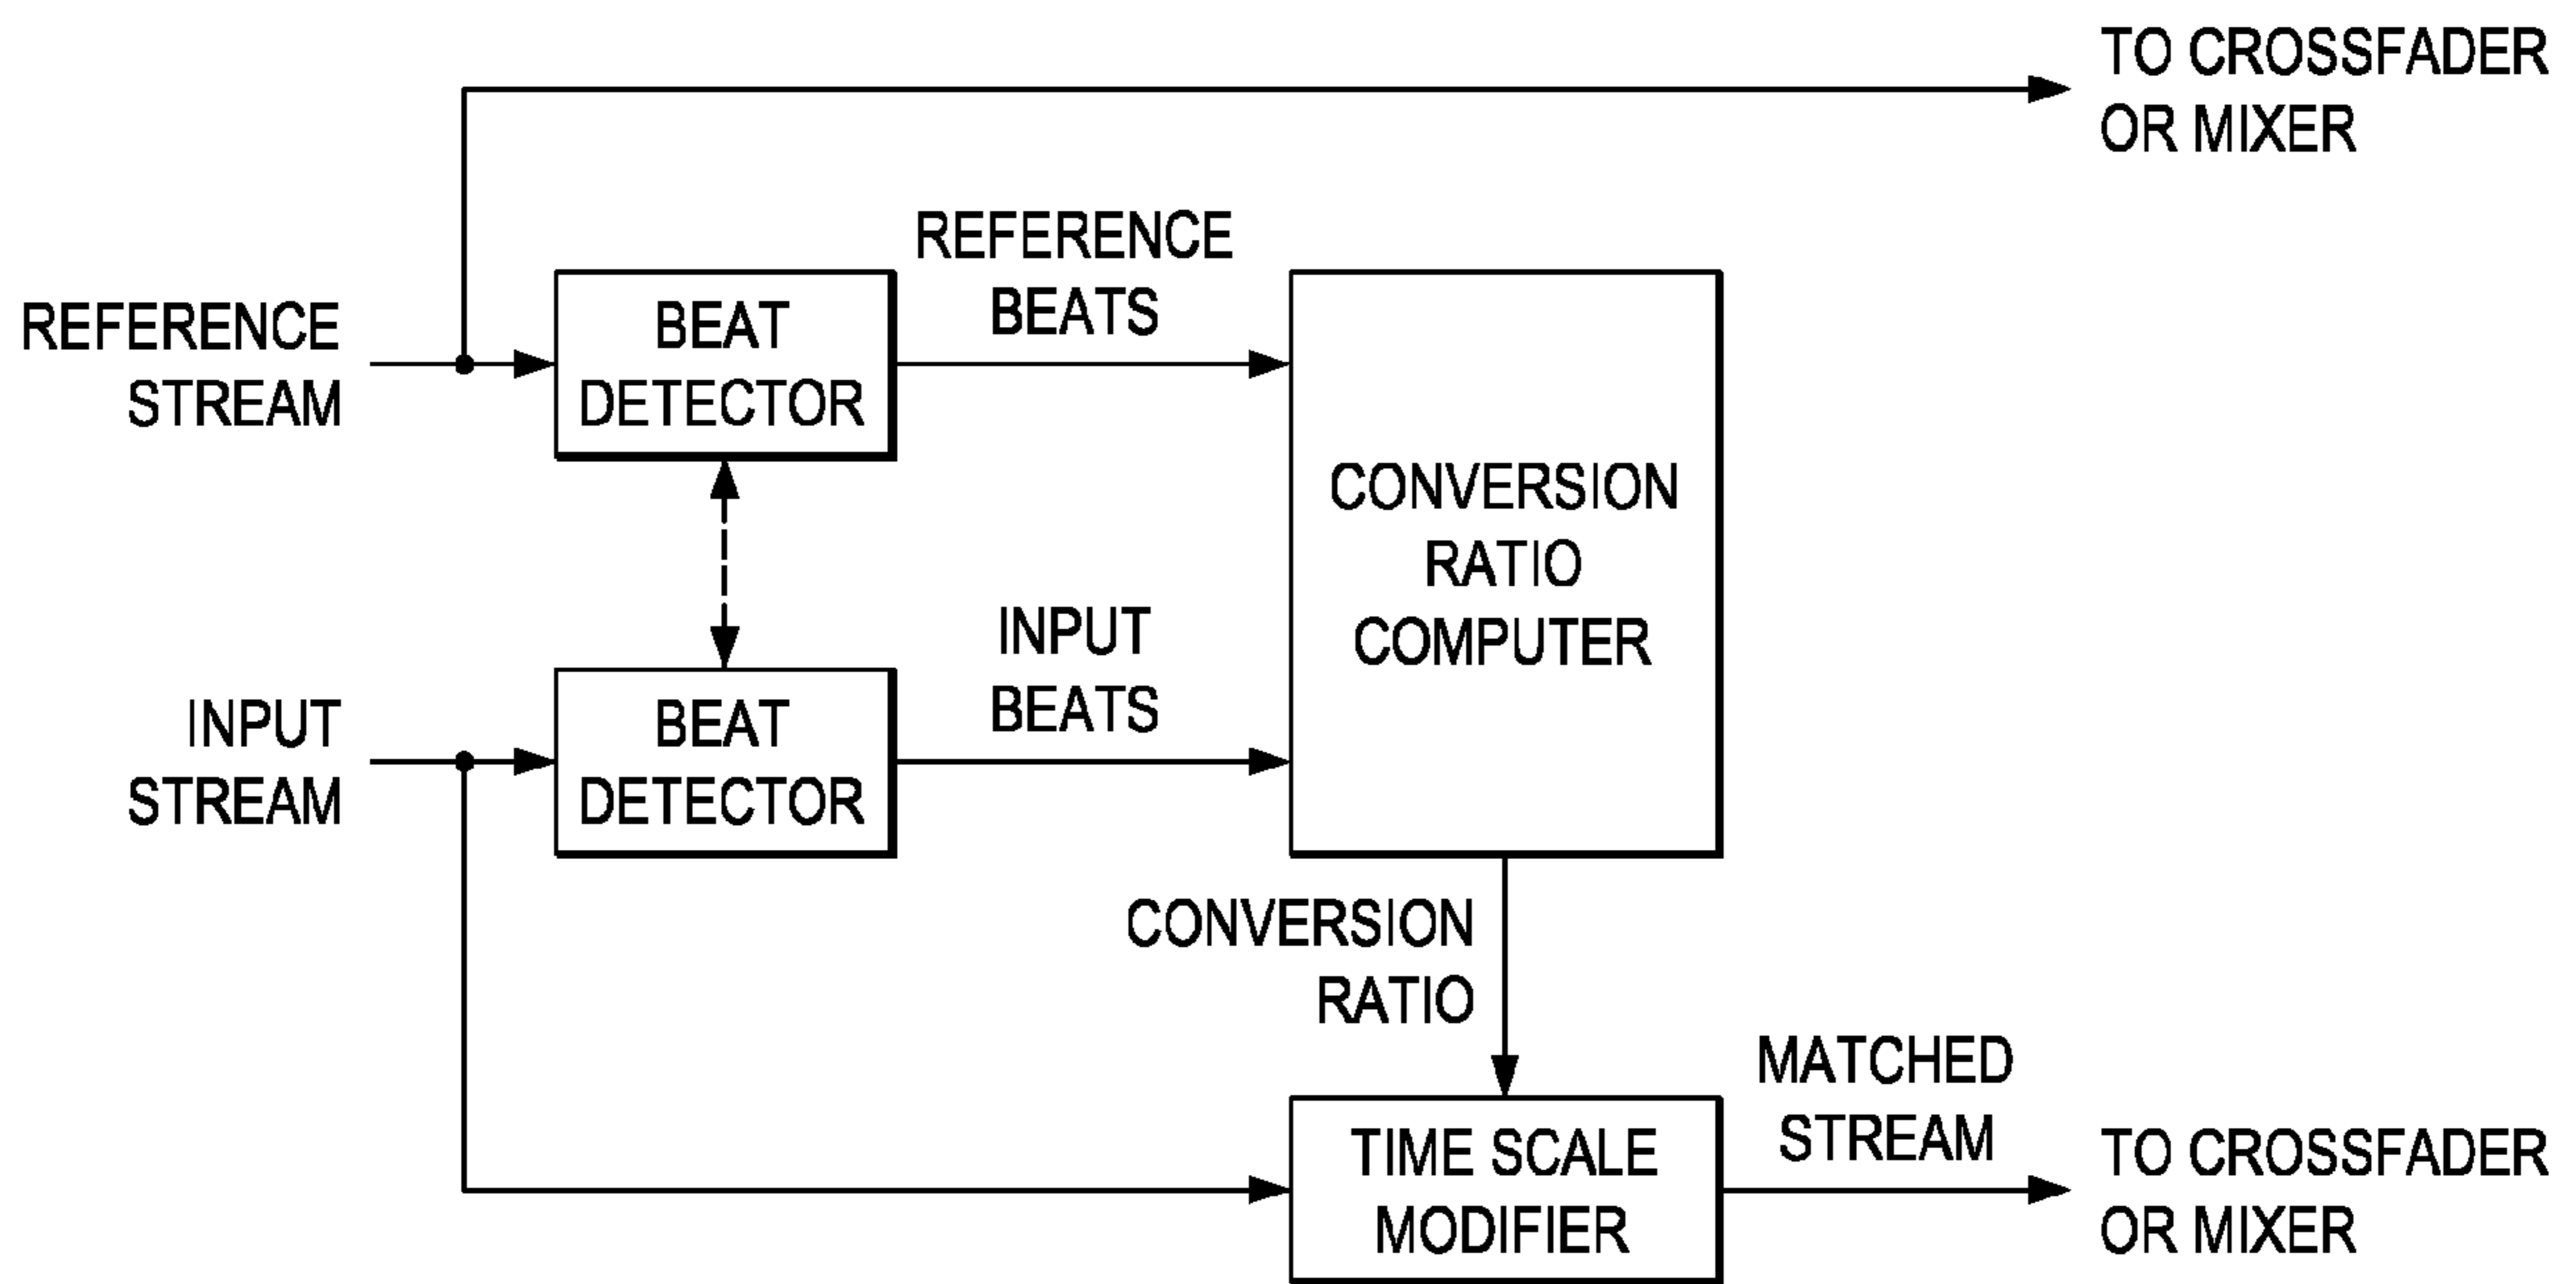 TO CROSSFADER
OR MIXER
REFERENCE
BEATS
REFERENCE
STREAM
BEAT
DETECTOR
CONVERSION
RATIO
COMPUTER
INPUT
BEATS
INPUT
STREAM
BEAT
DETECTOR
CONVERSION
RATIO
MATCHED
STREAM
TIME SCALE
MODIFIER
TO CROSSFADER
OR MIXER